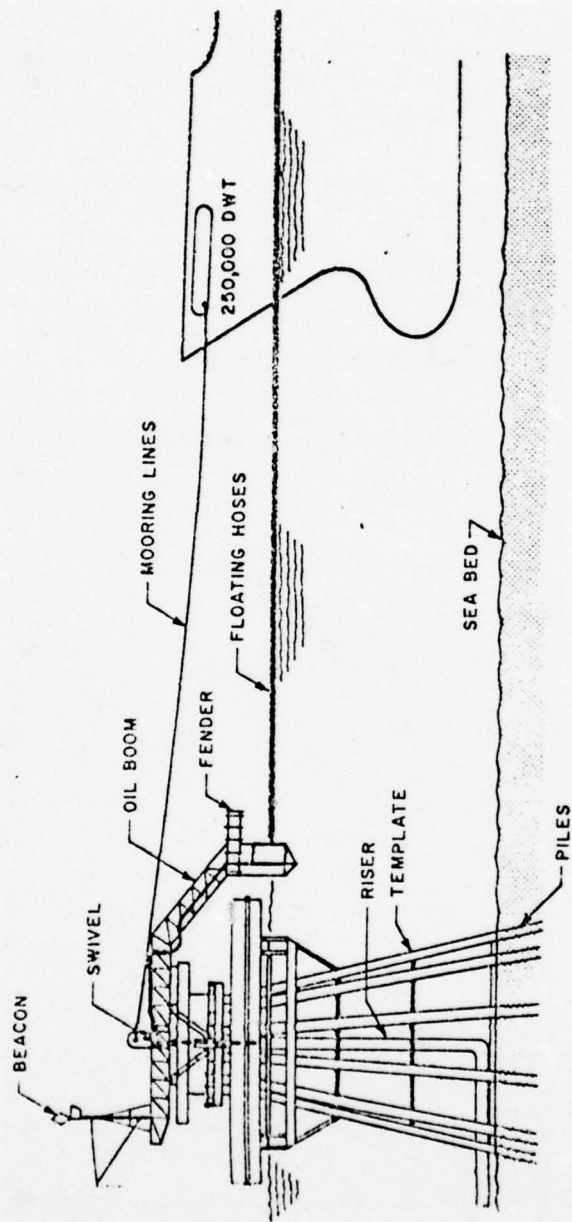 BEACON
SWIVEL
OIL BOOM
FENDER
MOORING LINES
FLOATING HOSES
250,000 DWT
RISER
TEMPLATE
PILES
SEA BED